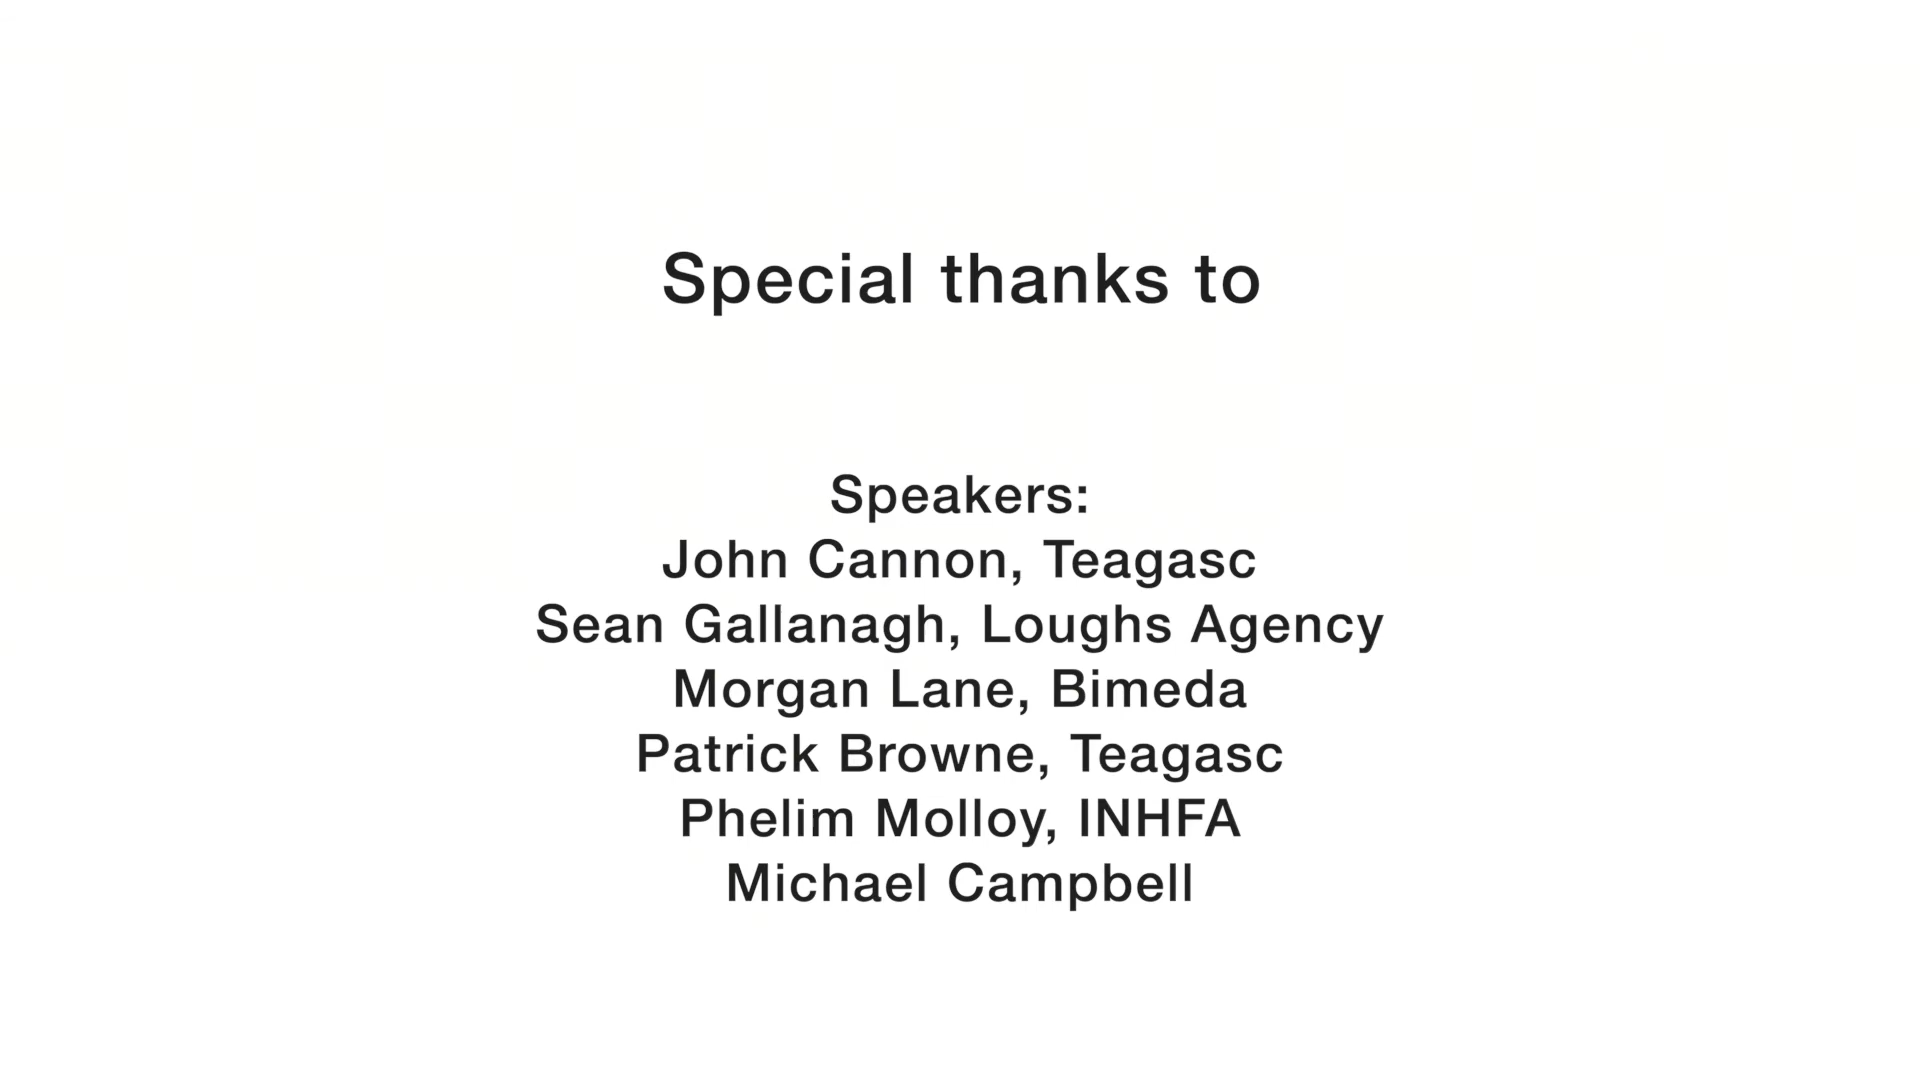 Special thanks to
Speakers:
John Cannon, Teagasc
Sean Gallanagh, Loughs Agency
Morgan Lane, Bimeda
Patrick Browne, Teagasc
Phelim Molloy, INHFA
Michael Campbell